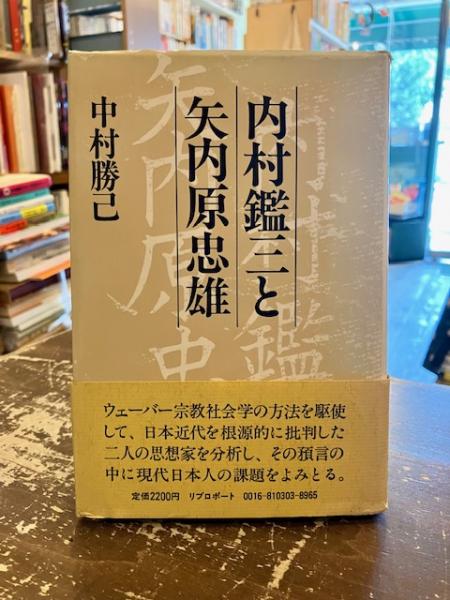 内村鑑三と
矢内原忠雄
中村勝己
ウェーバー宗教社会学の方法を駆使
して、日本近代を根源的に批判した
二人の思想家を分析し、その預言の
中に現代日本人の課題をよみとる。
定価2200円 リブロポート 0016-810303-8965